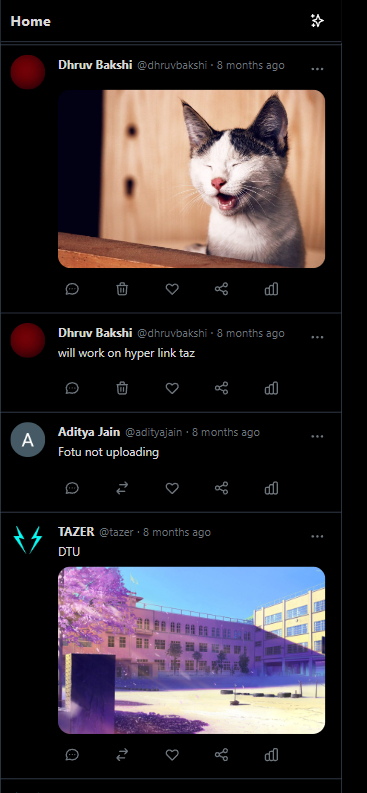 Home
Dhruv Bakshi @dhruvbakshi · 8 months ago
Dhruv Bakshi @dhruvbakshi · 8 months ago
will work on hyper link taz
A
Aditya Jain @adityajain · 8 months ago
Fotu not uploading
TAZER @tazer · 8 months ago
DTU